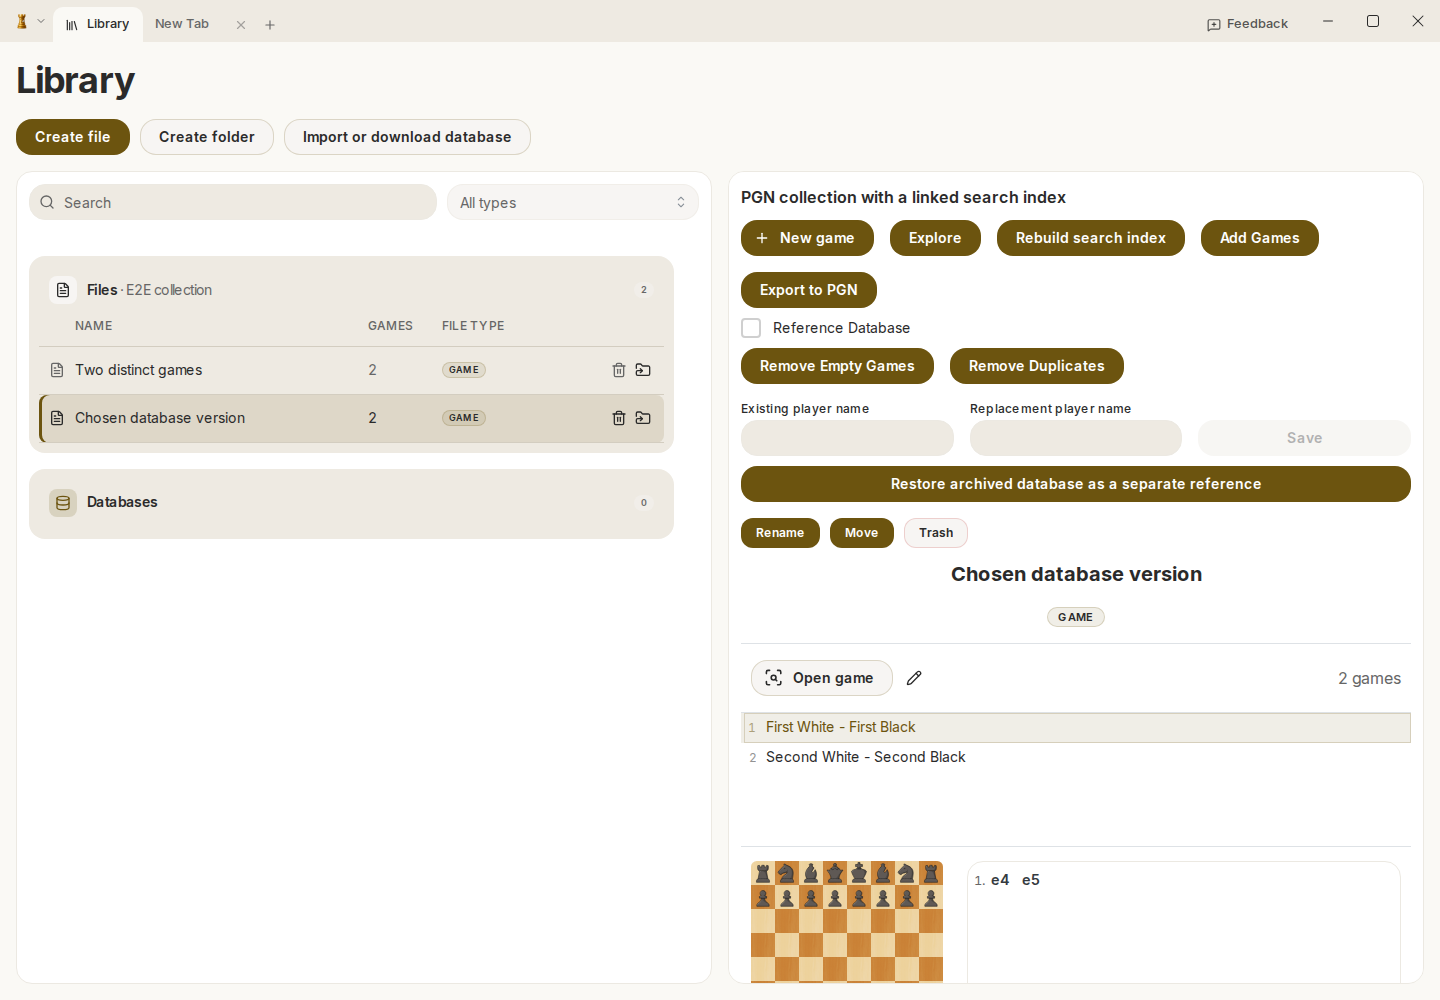 Library
New Tab
Feedback
Library
Create file
Create folder
Import or download database
Search
All types
Files · E2E collection
2
NAME
GAMES
FILE TYPE
Two distinct games
2
GAME
Chosen database version
2
GAME
Databases
0
PGN collection with a linked search index
New game
Explore
Rebuild search index
Add Games
Export to PGN
Reference Database
Remove Empty Games
Remove Duplicates
Existing player name
Replacement player name
Save
Restore archived database as a separate reference
Rename
Move
Trash
Chosen database version
GAME
Open game
2 games
1 First White - First Black
2 Second White - Second Black
1. e4 e5